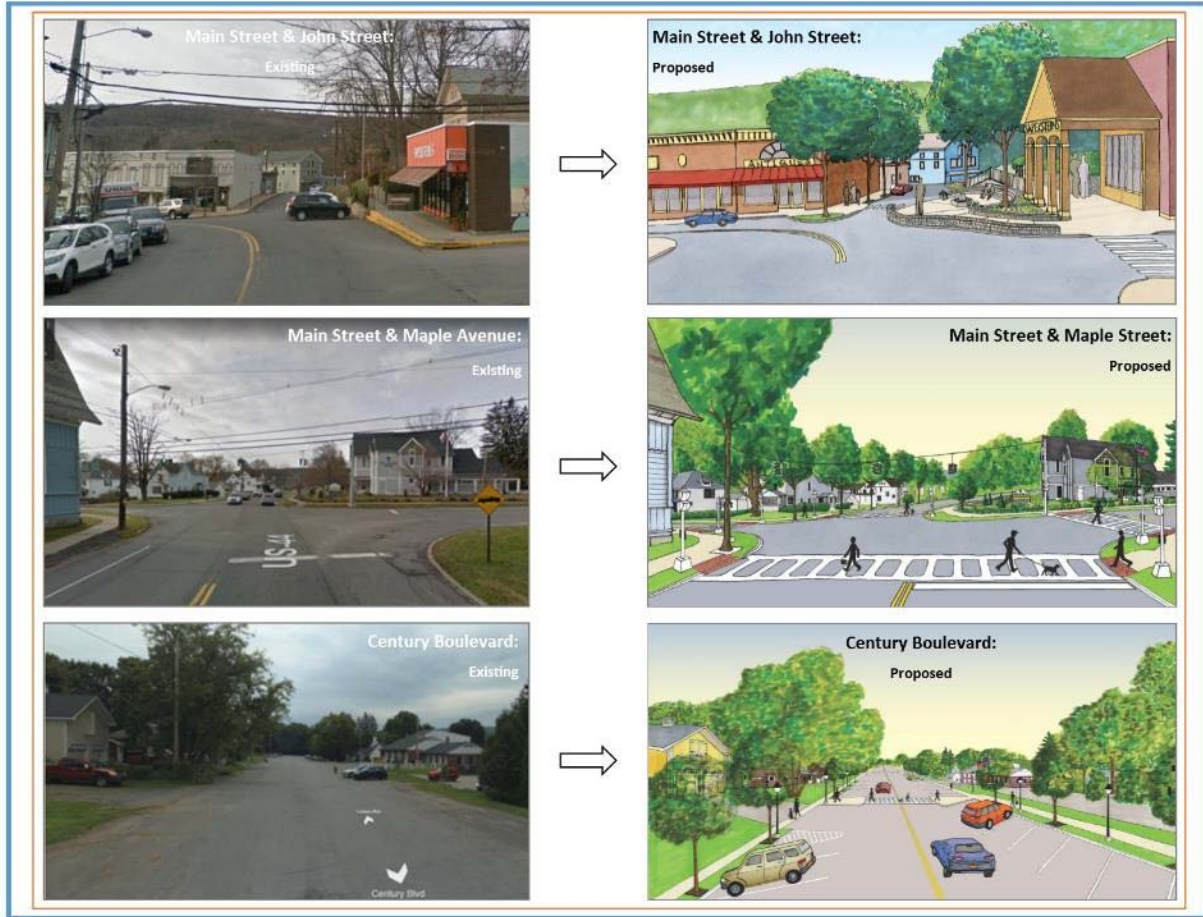 Main Street & John Street:
Existing
U-HAUL
Main Street & John Street:
Proposed
Main Street & Maple Avenue:
Existing
US-44
Main Street & Maple Street:
Proposed
Century Boulevard:
Existing
Century Blvd
Century Boulevard:
Proposed